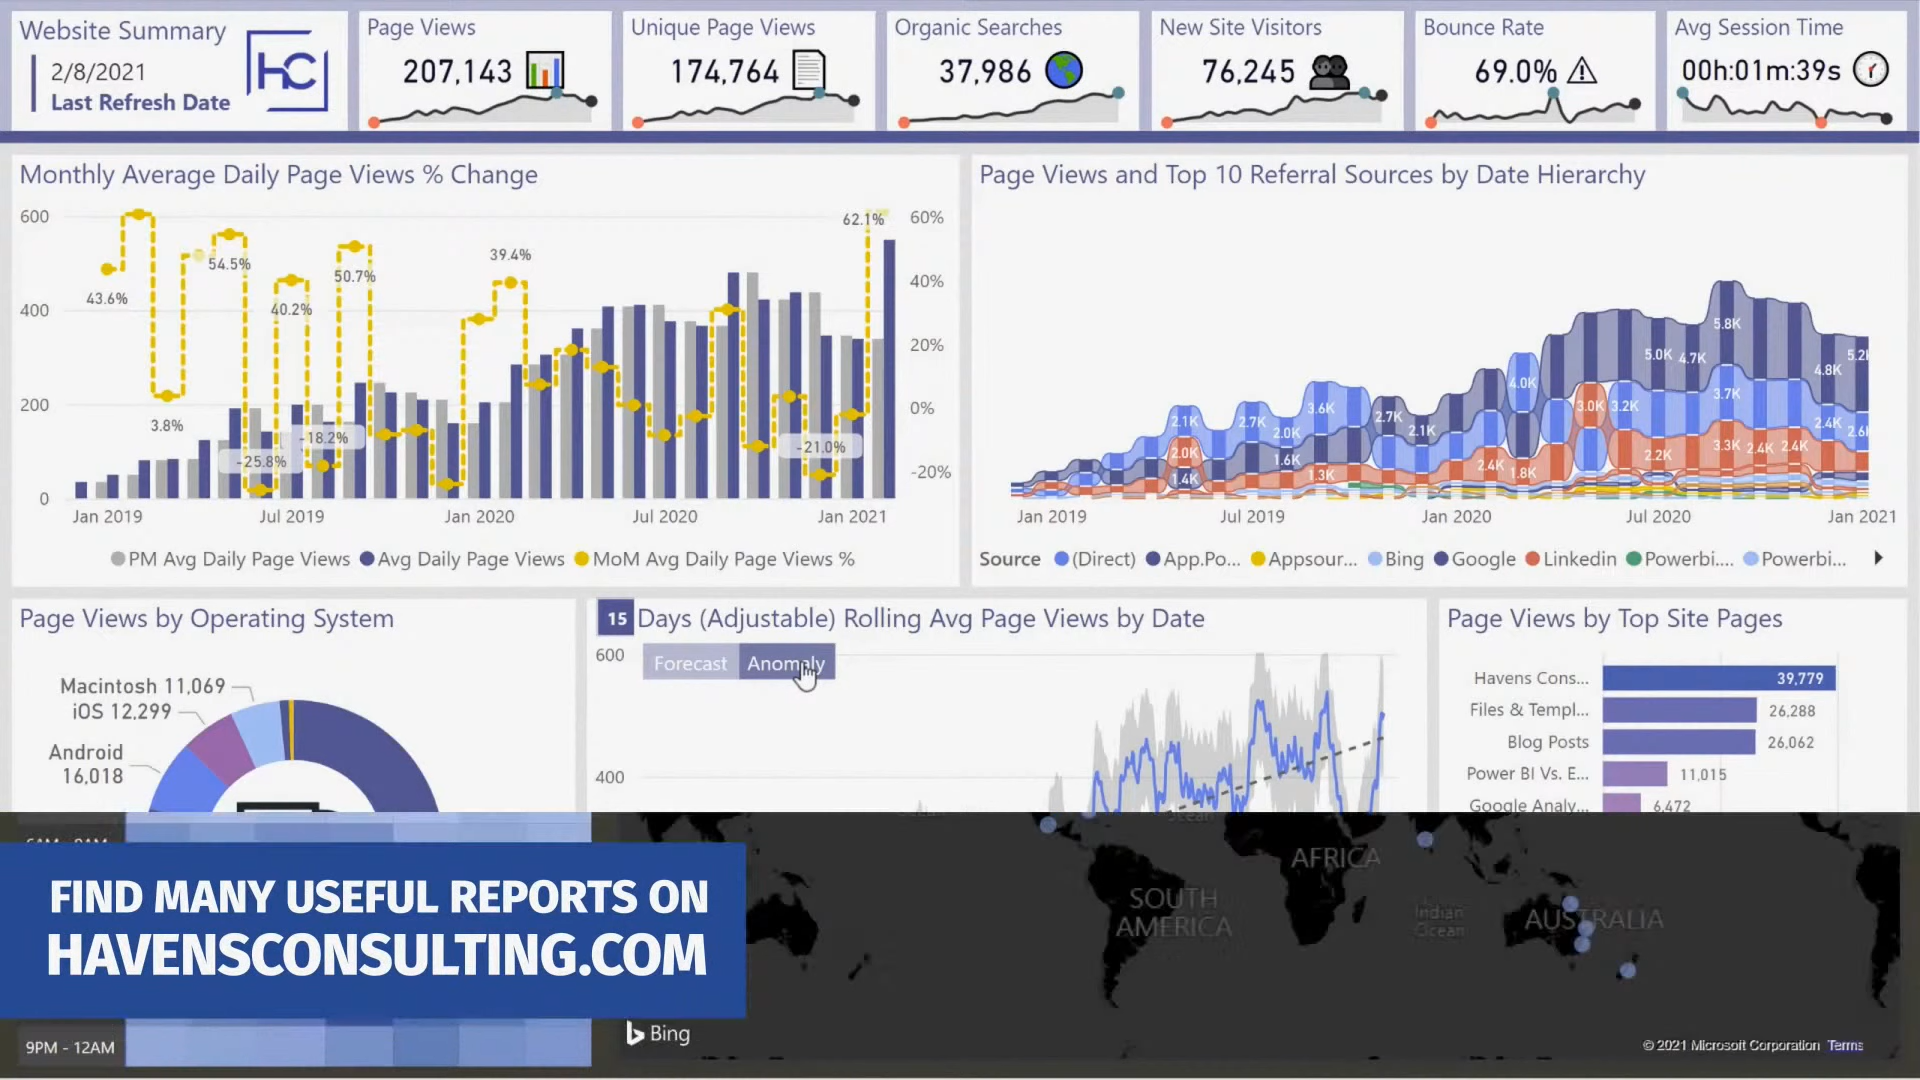 Website Summary
2/8/2021
Last Refresh Date
HC
Page Views
207,143
Unique Page Views
174,764
Organic Searches
37,986
New Site Visitors
76,245
Bounce Rate
69.0%
Avg Session Time
00h:01m:39s
Monthly Average Daily Page Views % Change
600
400
200
0
60%
40%
20%
0%
-20%
43.6%
3.8%
54.5%
-25.8%
40.2%
-18.2%
50.7%
39.4%
-21.0%
62.1%
Jan 2019
Jul 2019
Jan 2020
Jul 2020
Jan 2021
PM Avg Daily Page Views
Avg Daily Page Views
MoM Avg Daily Page Views %
Page Views and Top 10 Referral Sources by Date Hierarchy
2.1K
2.0K
1.4K
2.7K
2.0K
1.6K
3.6K
1.3K
2.7K
2.1K
2.4K
4.0K
1.8K
3.0K
3.2K
5.0K
2.2K
4.7K
5.8K
3.7K
3.3K
2.4K
2.4K
4.8K
2.4K
Jan 2019
Jul 2019
Jan 2020
Jul 2020
Jan 2021
Source
(Direct)
App.Po...
Appsour...
Bing
Google
Linkedin
Powerbi....
Powerbi...
Page Views by Operating System
Macintosh 11,069
iOS 12,299
Android
16,018
15 Days (Adjustable) Rolling Avg Page Views by Date
Forecast
Anomaly
600
400
Page Views by Top Site Pages
Havens Cons... 39,779
Files & Templ... 26,288
Blog Posts 26,062
Power BI Vs. E... 11,015
Google Analy... 6,472
FIND MANY USEFUL REPORTS ON
HAVENSCONSULTING.COM
9PM - 12AM
Ocean
AFRICA
SOUTH
AMERICA
Indian
Ocean
AUSTRALIA
Bing
© 2021 Microsoft Corporation Terms